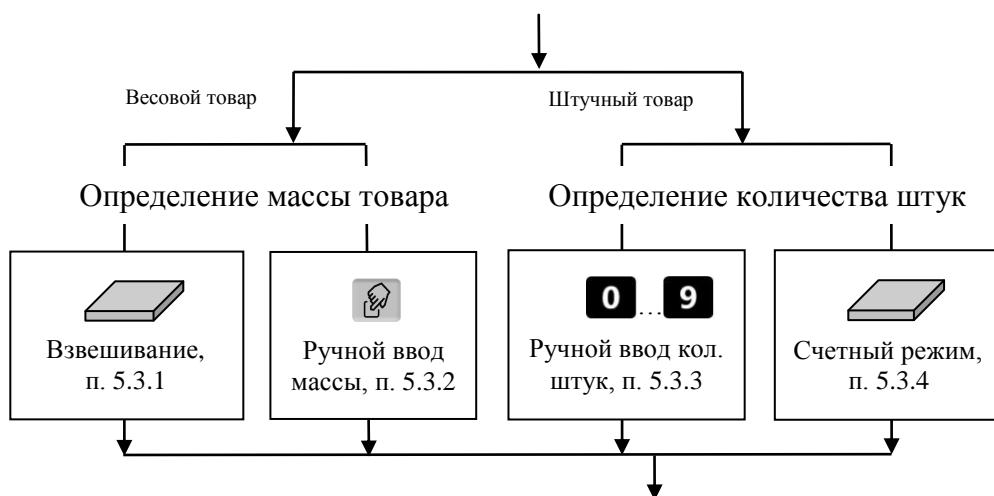 Весовой товар
Штучный товар
Определение массы товара
Определение количества штук
Взвешивание,
п. 5.3.1
Ручной ввод
массы, п. 5.3.2
0 ... 9
Ручной ввод кол.
штук, п. 5.3.3
Счетный режим,
п. 5.3.4